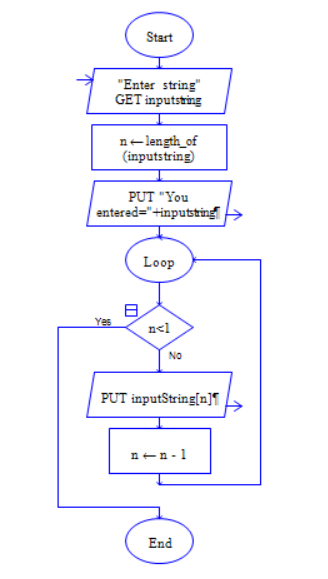 Start
"Enter string"
GET inputstring
n ← length_of
(inputstring)
PUT "You
entered="+inputstring¶
Loop
Yes
n<1
No
PUT inputString[n]¶
n ← n - 1
End